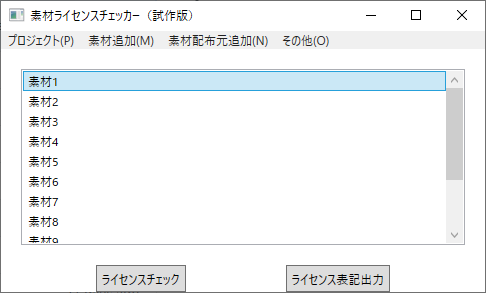 素材ライセンスチェッカー（試作版）
プロジェクト(P) 素材追加(M) 素材配布元追加(N) その他(O)
素材1
素材2
素材3
素材4
素材5
素材6
素材7
素材8
素材9
ライセンスチェック ライセンス表記出力